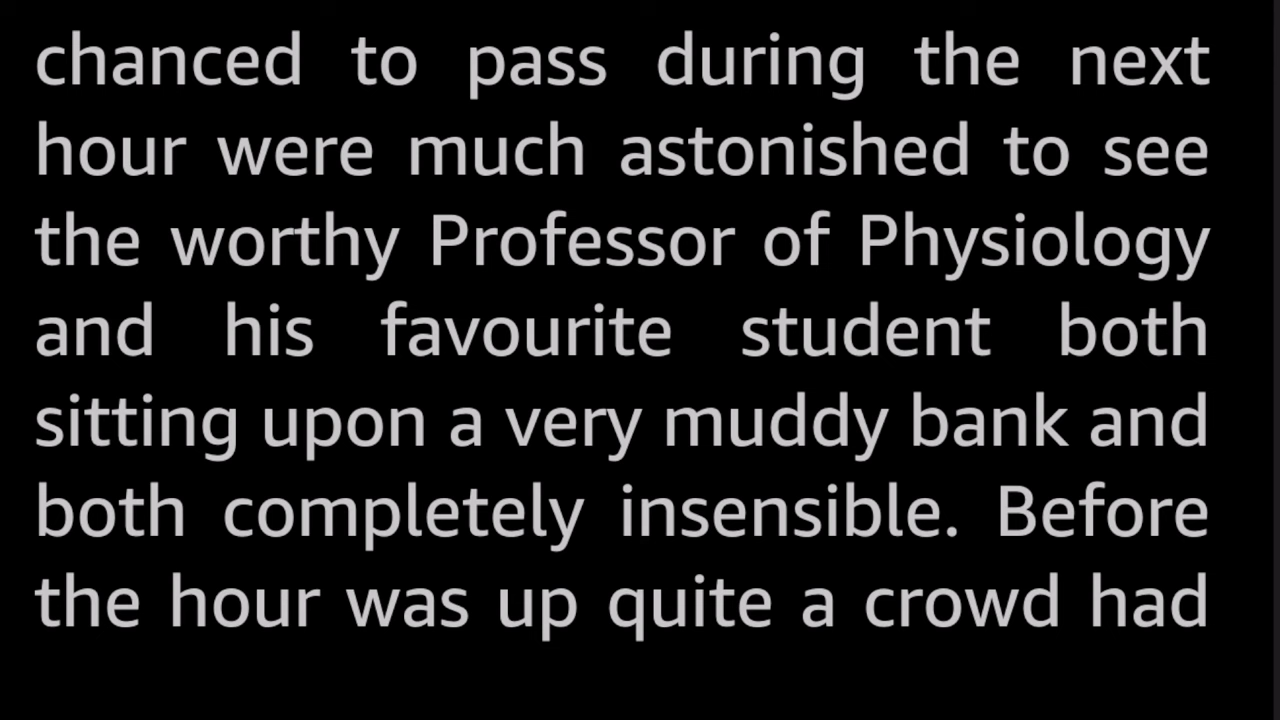 chanced to pass during the next
hour were much astonished to see
the worthy Professor of Physiology
and his favourite student both
sitting upon a very muddy bank and
both completely insensible. Before
the hour was up quite a crowd had